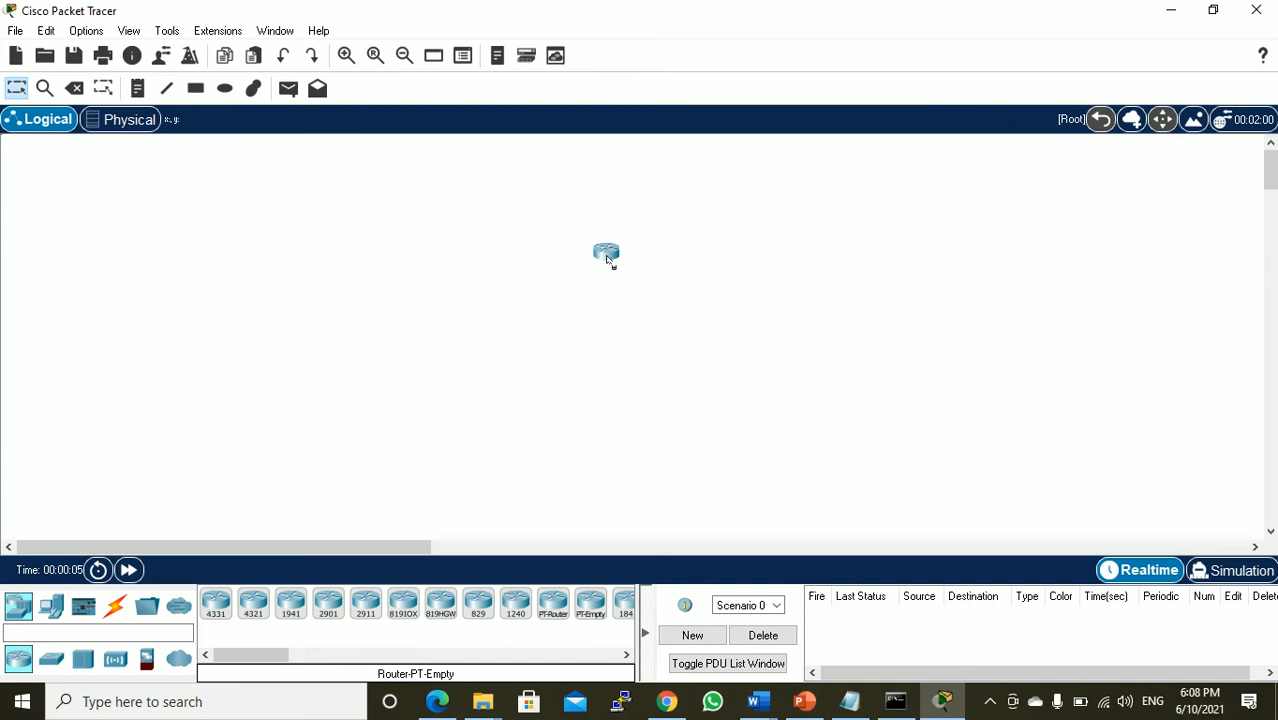 Cisco Packet Tracer
File Edit Options View Tools Extensions Window Help
?
Logical Physical x, y: [Root] 00:02:00
Time: 00:00:05 Realtime Simulation
4331 4321 1941 2901 2911 819IOX 819HGW 829 1240 PT-Router PT-Empty 184
Router-PT-Empty
Scenario 0
New Delete
Toggle PDU List Window
Fire Last Status Source Destination Type Color Time(sec) Periodic Num Edit Delete
Type here to search
ENG 6:08 PM
6/10/2021